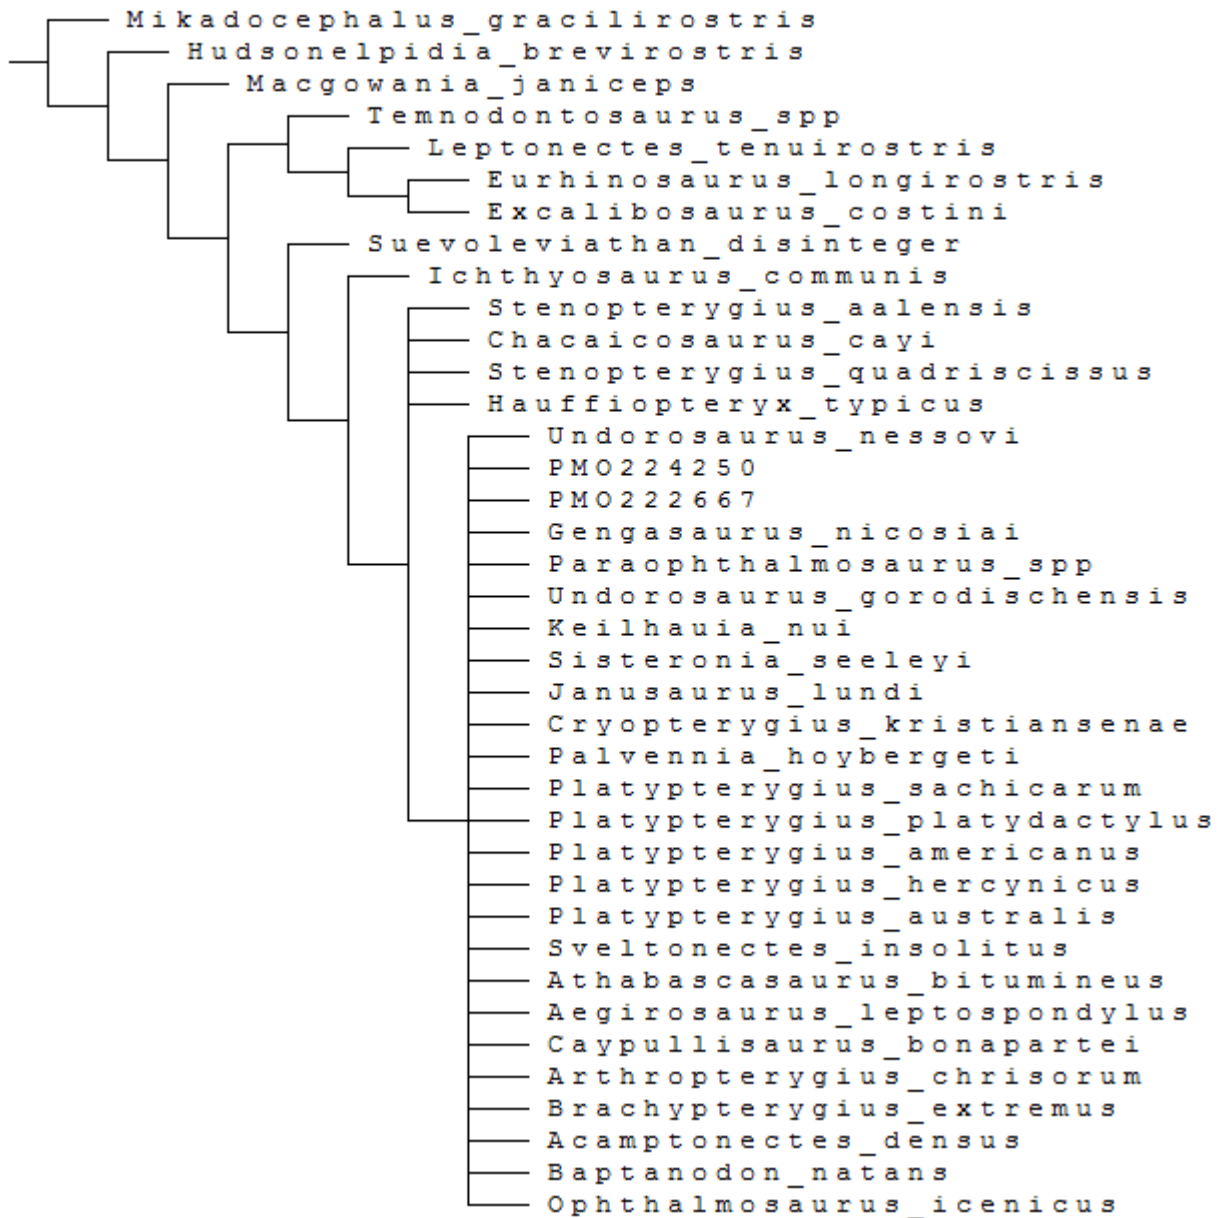 Mikadocephalus_gracilirostris
Hudsonelpidia_brevirostris
Macgowania_janiceps
Temnodontosaurus_spp
Leptonectes_tenuirostris
Eurhinosaurus_longirostris
Excalibosaurus_costini
Suevoleviathan_disinteger
Ichthyosaurus_communis
Stenopterygius_aalensis
Chacaicosaurus_cayi
Stenopterygius_quadriscissus
Hauffiopteryx_typicus
Undorosaurus_nessovi
PMO224250
PMO222667
Gengasaurus_nicosiai
Paraophthalmosaurus_spp
Undorosaurus_gorodischensis
Keilhauia_nui
Sisteronia_seeleyi
Janusaurus_lundi
Cryopterygius_kristiansenae
Palvennia_hoybergeti
Platypterygius_sachicarum
Platypterygius_platydactylus
Platypterygius_americanus
Platypterygius_hercynicus
Platypterygius_australis
Sveltonectes_insolitus
Athabascasaurus_bitumineus
Aegirosaurus_leptospondylus
Caypullisaurus_bonapartei
Arthropterygius_chrisorum
Brachypterygius_extremus
Acamptonectes_densus
Baptanodon_natans
Ophthalmosaurus_icenicus